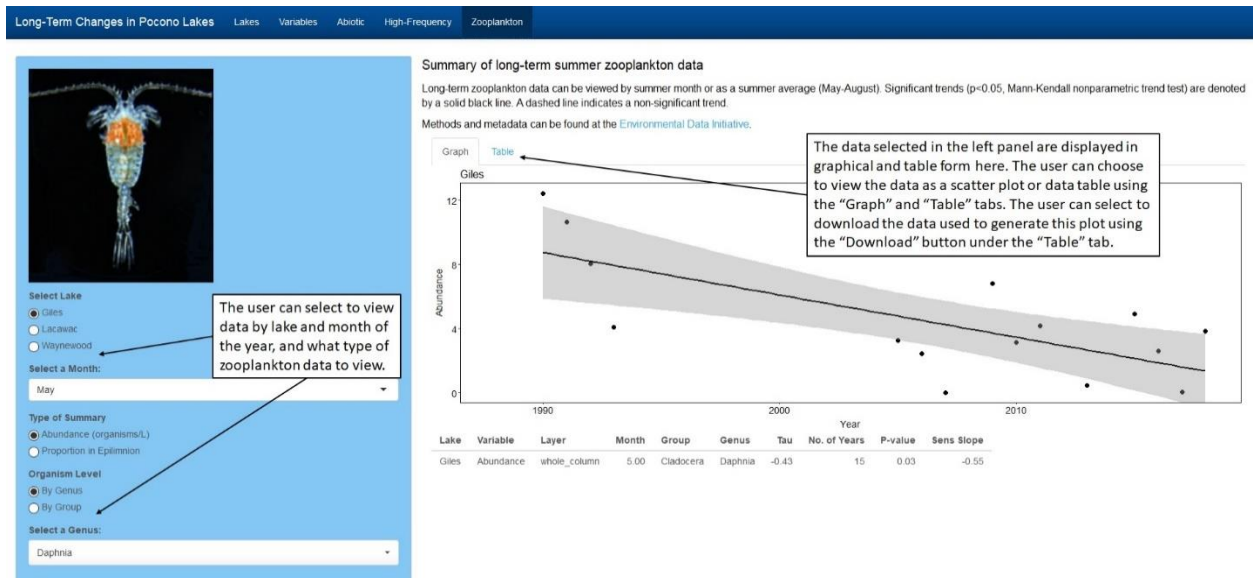 Long-Term Changes in Pocono Lakes Lakes Variables Abiotic High-Frequency Zooplankton
Select Lake
Giles
Lacawac
Waynewood
Select a Month:
May
Type of Summary
Abundance (organisms/L)
Proportion in Epilimnion
Organism Level
By Genus
By Group
Select a Genus:
Daphnia
The user can select to view
data by lake and month of
the year, and what type of
zooplankton data to view.
Summary of long-term summer zooplankton data
Long-term zooplankton data can be viewed by summer month or as a summer average (May-August). Significant trends (p<0.05, Mann-Kendall nonparametric trend test) are denoted
by a solid black line. A dashed line indicates a non-significant trend.
Methods and metadata can be found at the Environmental Data Initiative.
Graph Table
The data selected in the left panel are displayed in
graphical and table form here. The user can choose
to view the data as a scatter plot or data table using
the “Graph” and “Table” tabs. The user can select to
download the data used to generate this plot using
the “Download” button under the “Table” tab.
Giles
12
8
4
0
Abundance
1990 2000 2010
Year
Lake Variable Layer Month Group Genus Tau No. of Years P-value Sens Slope
Giles Abundance whole_column 5.00 Cladocera Daphnia -0.43 15 0.03 -0.55